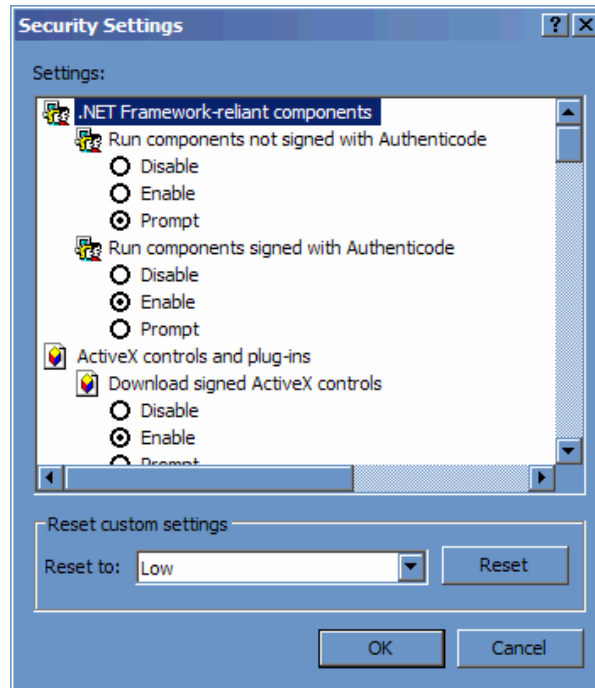 Security Settings
Settings:
.NET Framework-reliant components
Run components not signed with Authenticode
Disable
Enable
Prompt
Run components signed with Authenticode
Disable
Enable
Prompt
ActiveX controls and plug-ins
Download signed ActiveX controls
Disable
Enable
Prompt
Reset custom settings
Reset to: Low Reset
OK Cancel